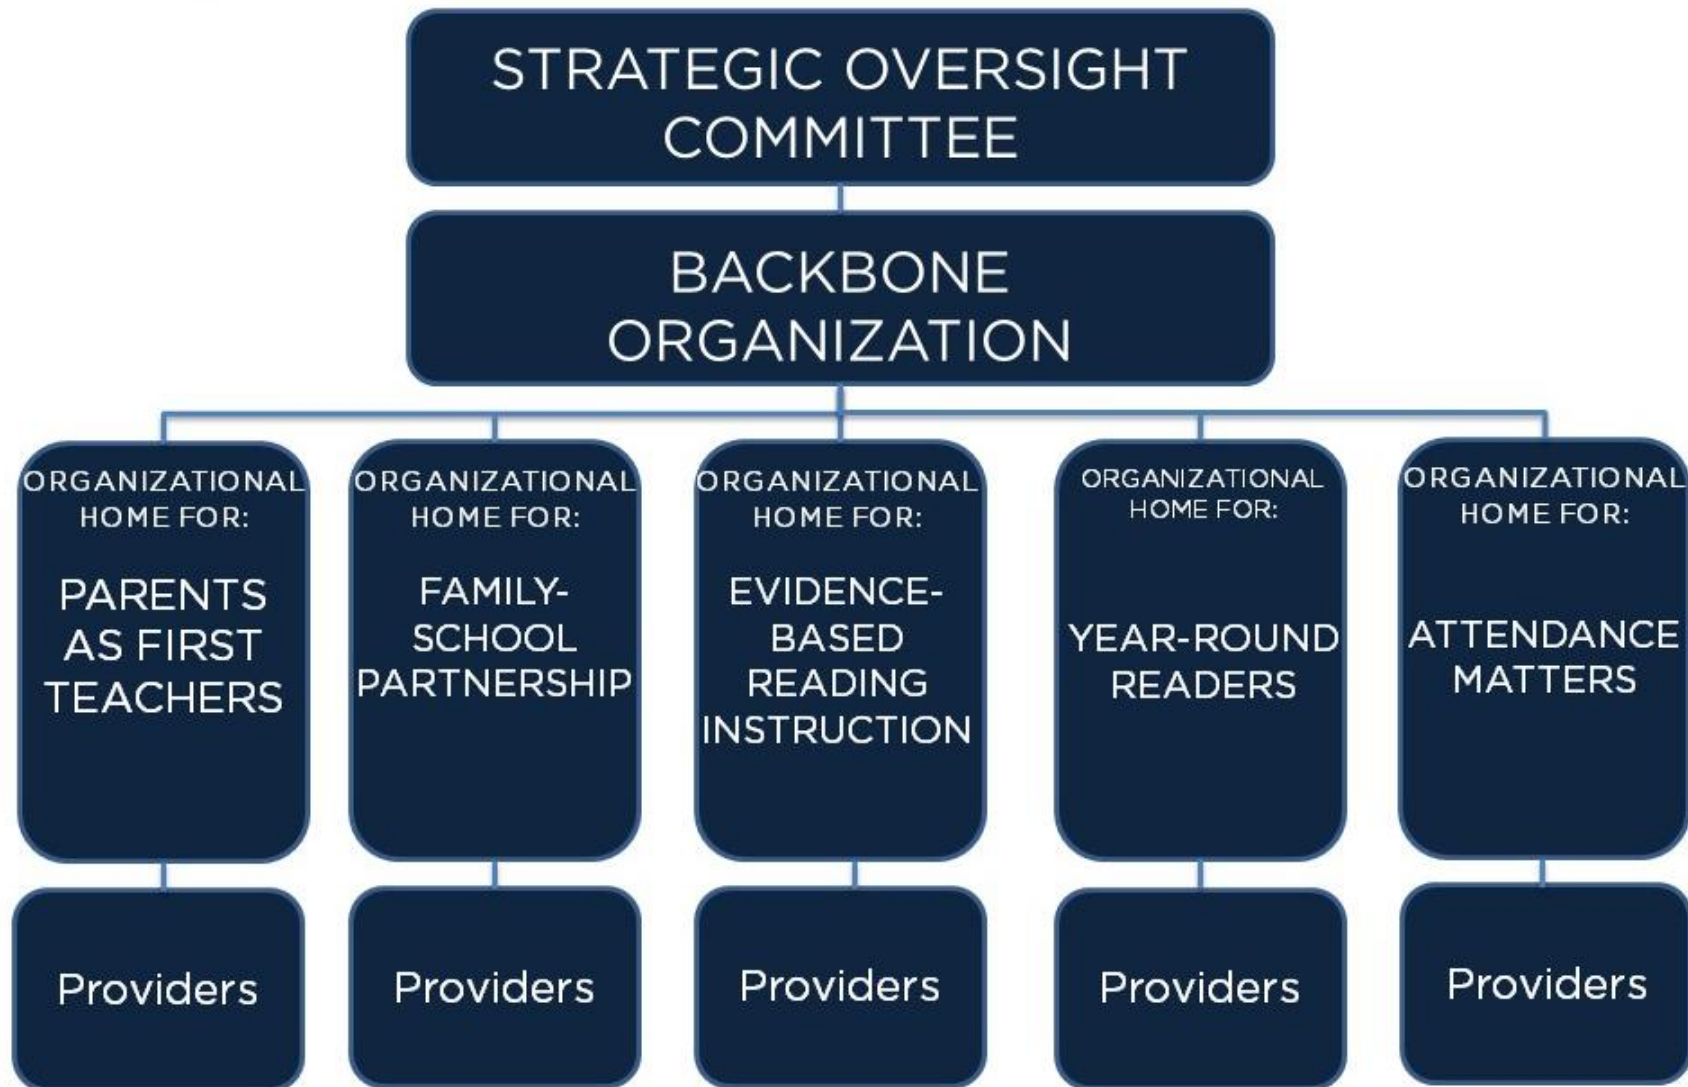 STRATEGIC OVERSIGHT
COMMITTEE
BACKBONE
ORGANIZATION
ORGANIZATIONAL
HOME FOR:
PARENTS
AS FIRST
TEACHERS
ORGANIZATIONAL
HOME FOR:
FAMILY-
SCHOOL
PARTNERSHIP
ORGANIZATIONAL
HOME FOR:
EVIDENCE-
BASED
READING
INSTRUCTION
ORGANIZATIONAL
HOME FOR:
YEAR-ROUND
READERS
ORGANIZATIONAL
HOME FOR:
ATTENDANCE
MATTERS
Providers
Providers
Providers
Providers
Providers